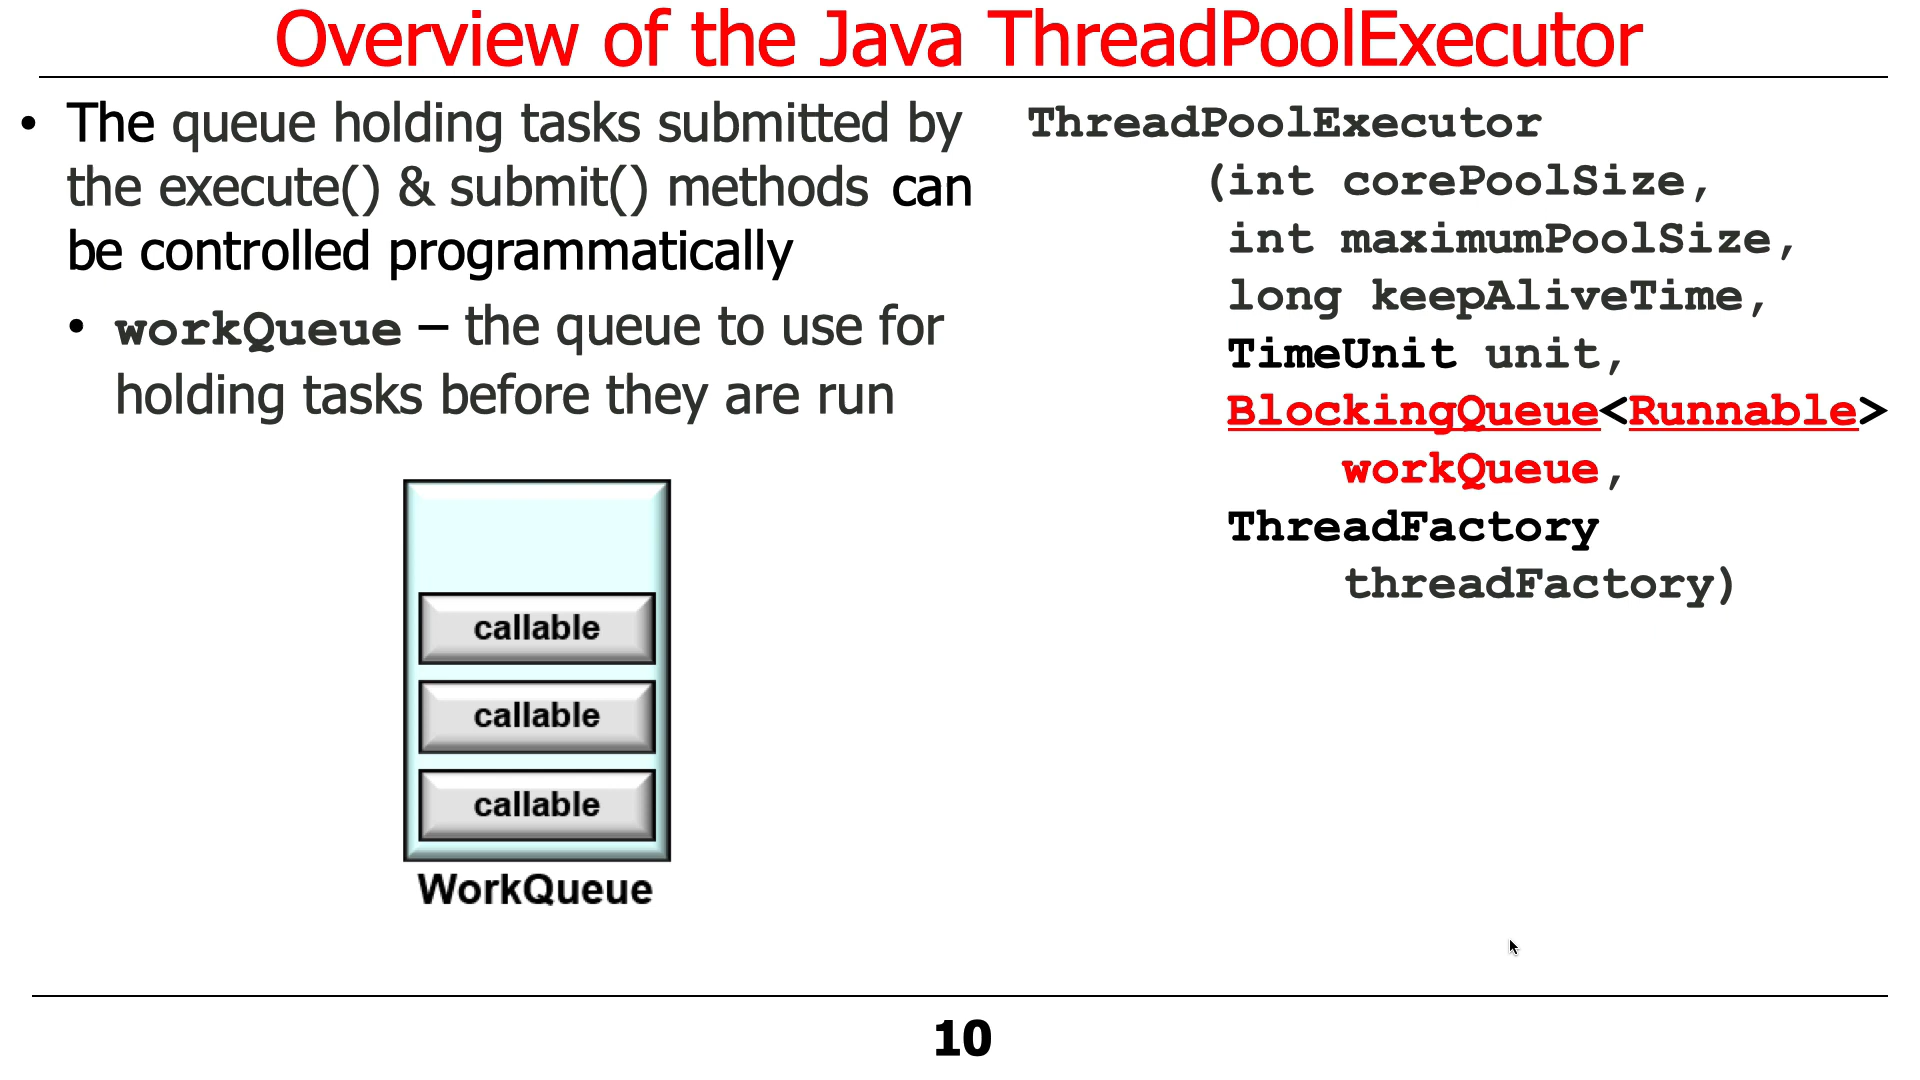 Overview of the Java ThreadPoolExecutor
• The queue holding tasks submitted by
the execute() & submit() methods can
be controlled programmatically
• workQueue – the queue to use for
holding tasks before they are run
ThreadPoolExecutor
(int corePoolSize,
int maximumPoolSize,
long keepAliveTime,
TimeUnit unit,
BlockingQueue<Runnable>
workQueue,
ThreadFactory
threadFactory)
callable
callable
callable
WorkQueue
10